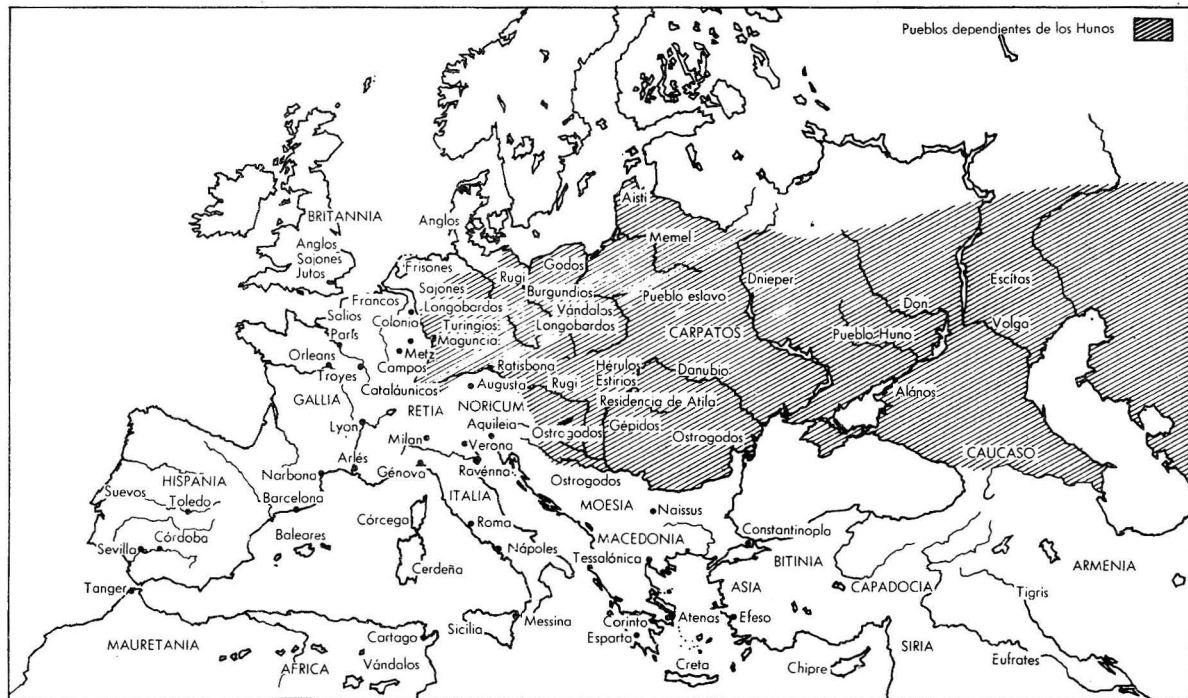 Pueblos dependientes de los Hunos
Aisti
BRITANNIA
Anglos
Memel
Anglos
Sajones
Jutos
Frisones
Rugi
Godos
Dnieper
Escitas
Sajones
Burgundios
Pueblo eslavo
Francos
Salios
Longobardas
Vándalos
Longobardos
Don
París
Colonia
Turingios
CARPATOS
Pueblo Huno
Volga
Maguncia
Orleans
Metz
Troyes
Campos
Cataláunicos
Ratisbona
Hérulos
Estirios
Danubio
Augusta
Rugi
Residencia de Atila
Alános
GALLIA
RETIA
NORICUM
Lyon
Aquileia
Gépidos
Milan
Verona
Ostrogodos
Ostrogodos
CAUCASO
Arlés
Génova
Ravénna
Narbona
Ostrogodos
HISPANIA
Suevos
Toledo
Barcelona
ITALIA
MOESIA
Córcega
Roma
Naissus
Córdoba
Baleares
Constantinopla
Sevilla
MACEDONIA
Nápoles
Tessalónica
BITINIA
ARMENIA
Cerdeña
ASIA
CAPADOCIA
Tanger
Tigris
Messina
Corinto
Atenas
Efeso
MAURETANIA
Cartago
Sicilia
Esparta
SIRIA
AFRICA
Vándalos
Creta
Chipre
Eufrates